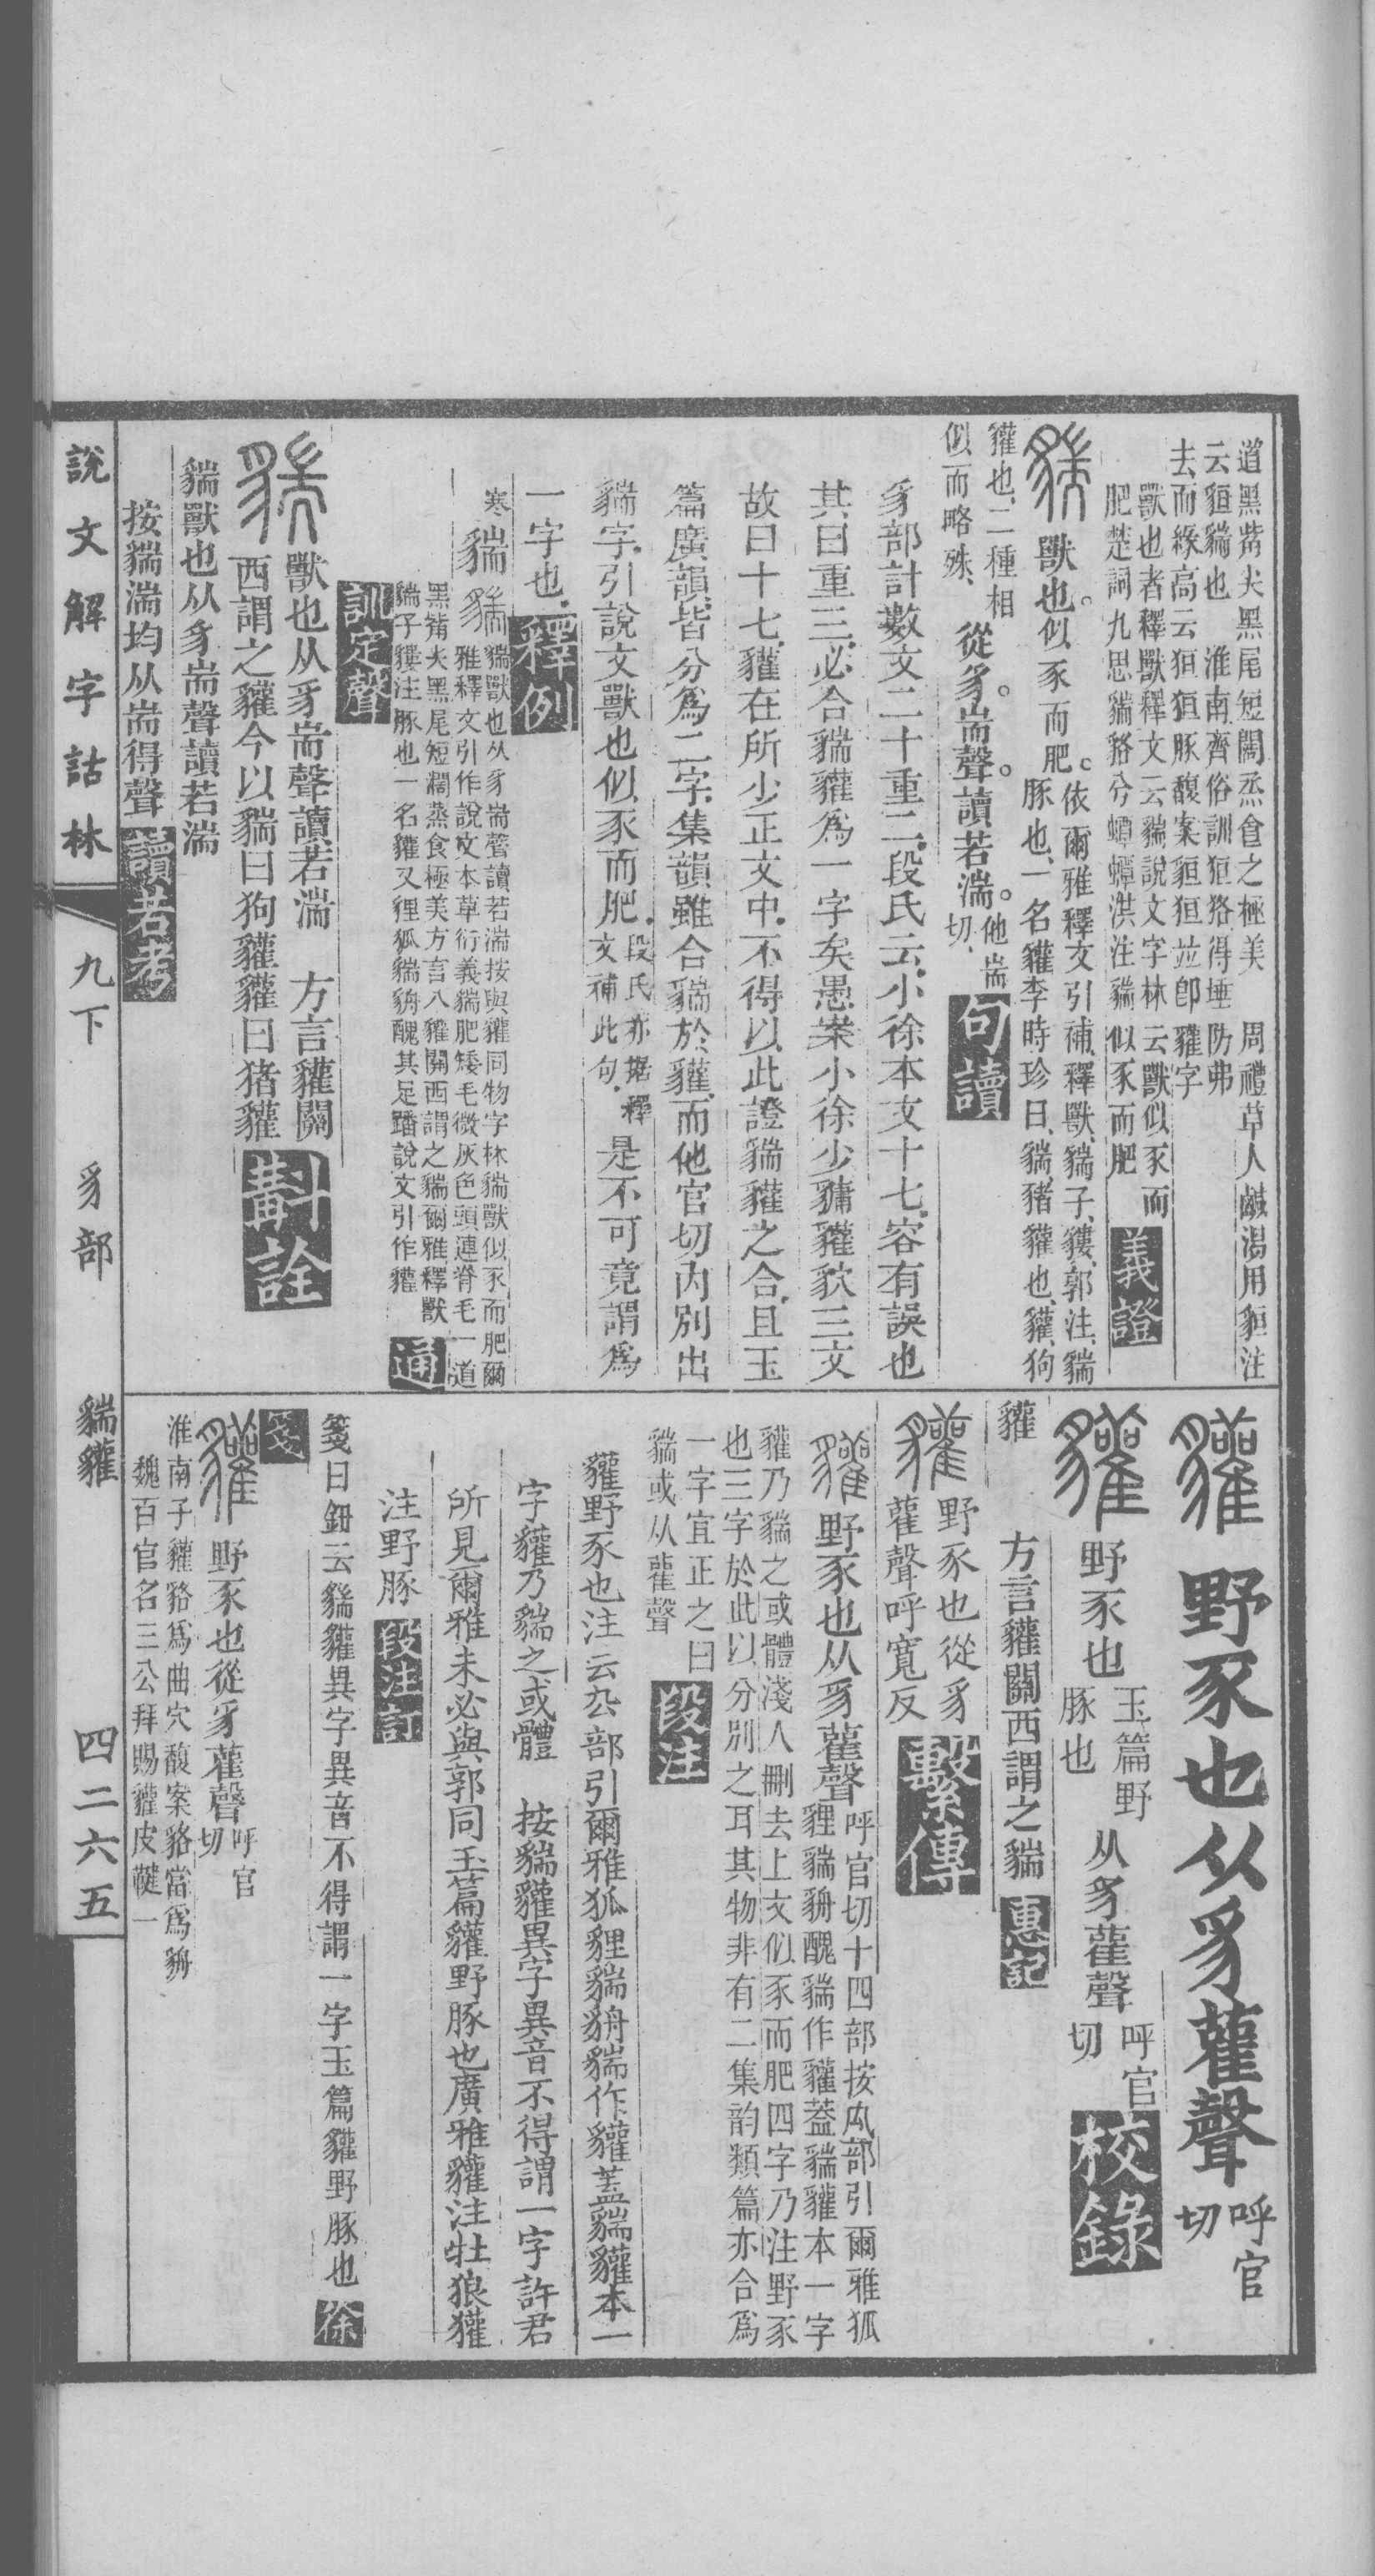 道黑觜尖黑尾短闊烝食之極美　周禮草人鹹潟用貆注
云貆貒也　淮南齊俗訓狟狢得埵防弗
去而緣高云狟狟豚馥案貆狟竝卽貛字
獸也者釋獸釋文云貒說文字林云獸似豕而
肥楚詞九思貒貉兮蟫蟫洪注貒似豕而肥
義證
獸也。似豕而肥。
依爾雅釋文引補、釋獸、貒子、貗、郭注、貒
豚也、一名貛、李時珍曰、貒、豬貛也、貛、狗
貛也、二種相
似而略殊、
從豸。耑聲。讀若湍。
他耑
切、
句讀
豸部計數文二十重二、段氏云、小徐本文十七、容有誤也
其曰重三、必合貒貛爲一字矣、愚案小徐少貓貛貁三文
故曰十七、貛在所少正文中、不得以此證貒貛之合、且玉
篇廣韻、皆分爲二字、集韻雖合貒於貛、而他官切內別出
貒字、引說文獸也、似豕而肥、
段氏亦據釋
文補此句、
是不可竟謂爲
一字也、
釋例
寒
貒
貒獸也从豸耑聲讀若湍按與貛同物字林貒獸似豕而肥爾
雅釋文引作說文本草衍義貒肥矮毛微灰色頭連脊毛一道
黑觜尖黑尾短濶蒸食極美方言八貛關西謂之貒爾雅釋獸
貒子貗注豚也一名貛又貍狐貒貈醜其足蹯說文引作貛
通
訓定聲
獸也从豸耑聲讀若湍　方言貛關
西謂之貒今以貒曰狗貛貛曰猪貛
斠詮
貒獸也从豸耑聲讀若湍
按貒湍均从耑得聲
讀若考
貛
野豕也从豸雚聲
呼官
切
貛
野豕也
玉篇野
豚也
从豸雚聲
呼官
切
校錄
貛
方言貛關西謂之貒
惠記
野豕也從豸
雚聲呼寬反
繫傳
野豕也从豸雚聲
呼官切十四部按厹部引爾雅狐
貍貒貈醜貒作貛蓋貒貛本一字
貛乃貒之或體淺人刪去上文似豕而肥四字乃注野豕
也三字於此以分別之耳其物非有二集韵類篇亦合爲
一字宜正之曰
貒或从雚聲
段注
貛野豕也注云厹部引爾雅狐貍貒貈貒作貛蓋貒貛本一
字貛乃貒之或體　按貒貛異字異音不得謂一字許君
所見爾雅未必與郭同玉篇貛野豚也廣雅貛注牡狼貛
注野豚
段注訂
箋曰鈕云貒貛異字異音不得謂一字玉篇貛野豚也
徐
箋
野豕也從豸雚聲
呼官
切
淮南子貛貉爲曲穴馥案貉當爲貈
魏百官名三公拜賜貛皮韉一
說文解字詁林
九下
豸部
貒貛
四二六五